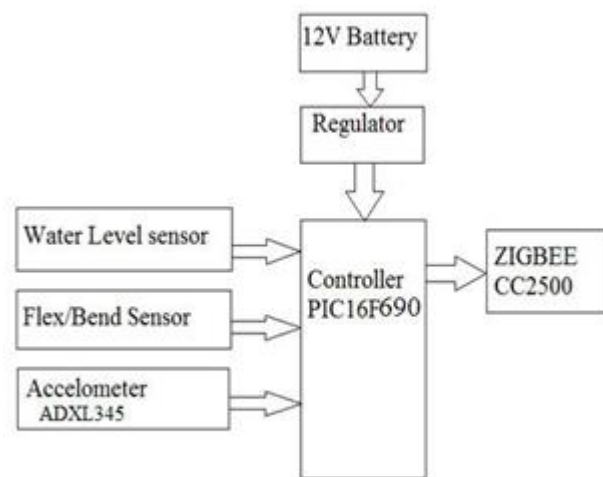 12V Battery
Regulator
Water Level sensor
Flex/Bend Sensor
Accelometer
ADXL345
Controller
PIC16F690
ZIGBEE
CC2500